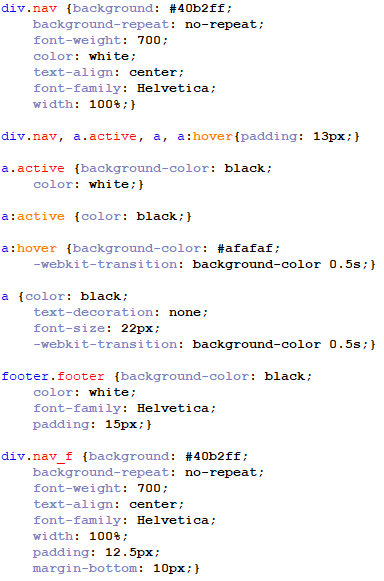 div.nav {background: #40b2ff;
background-repeat: no-repeat;
font-weight: 700;
color: white;
text-align: center;
font-family: Helvetica;
width: 100%;}
div.nav, a.active, a, a:hover{padding: 13px;}
a.active {background-color: black;
color: white;}
a:active {color: black;}
a:hover {background-color: #afafaf;
-webkit-transition: background-color 0.5s;}
a {color: black;
text-decoration: none;
font-size: 22px;
-webkit-transition: background-color 0.5s;}
footer.footer {background-color: black;
color: white;
font-family: Helvetica;
padding: 15px;}
div.nav_f {background: #40b2ff;
background-repeat: no-repeat;
font-weight: 700;
text-align: center;
font-family: Helvetica;
width: 100%;
padding: 12.5px;
margin-bottom: 10px;}